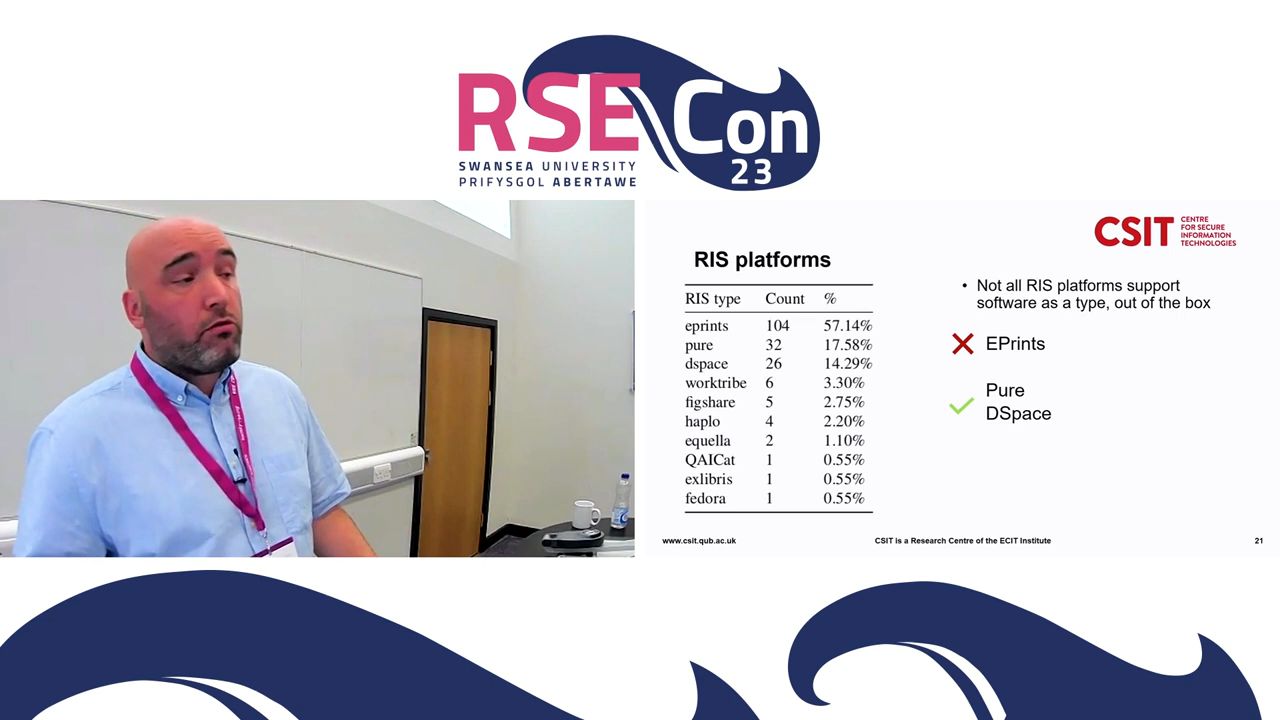 RSE Con
SWANSEA UNIVERSITY
PRIFYSGOL ABERTAWE
23
CSIT CENTRE
FOR SECURE
INFORMATION
TECHNOLOGIES
RIS platforms
RIS type Count %
eprints 104 57.14%
pure 32 17.58%
dspace 26 14.29%
worktribe 6 3.30%
figshare 5 2.75%
haplo 4 2.20%
equella 2 1.10%
QAICat 1 0.55%
exlibris 1 0.55%
fedora 1 0.55%
• Not all RIS platforms support
software as a type, out of the box
EPrints
Pure
DSpace
www.csit.qub.ac.uk CSIT is a Research Centre of the ECIT Institute 21